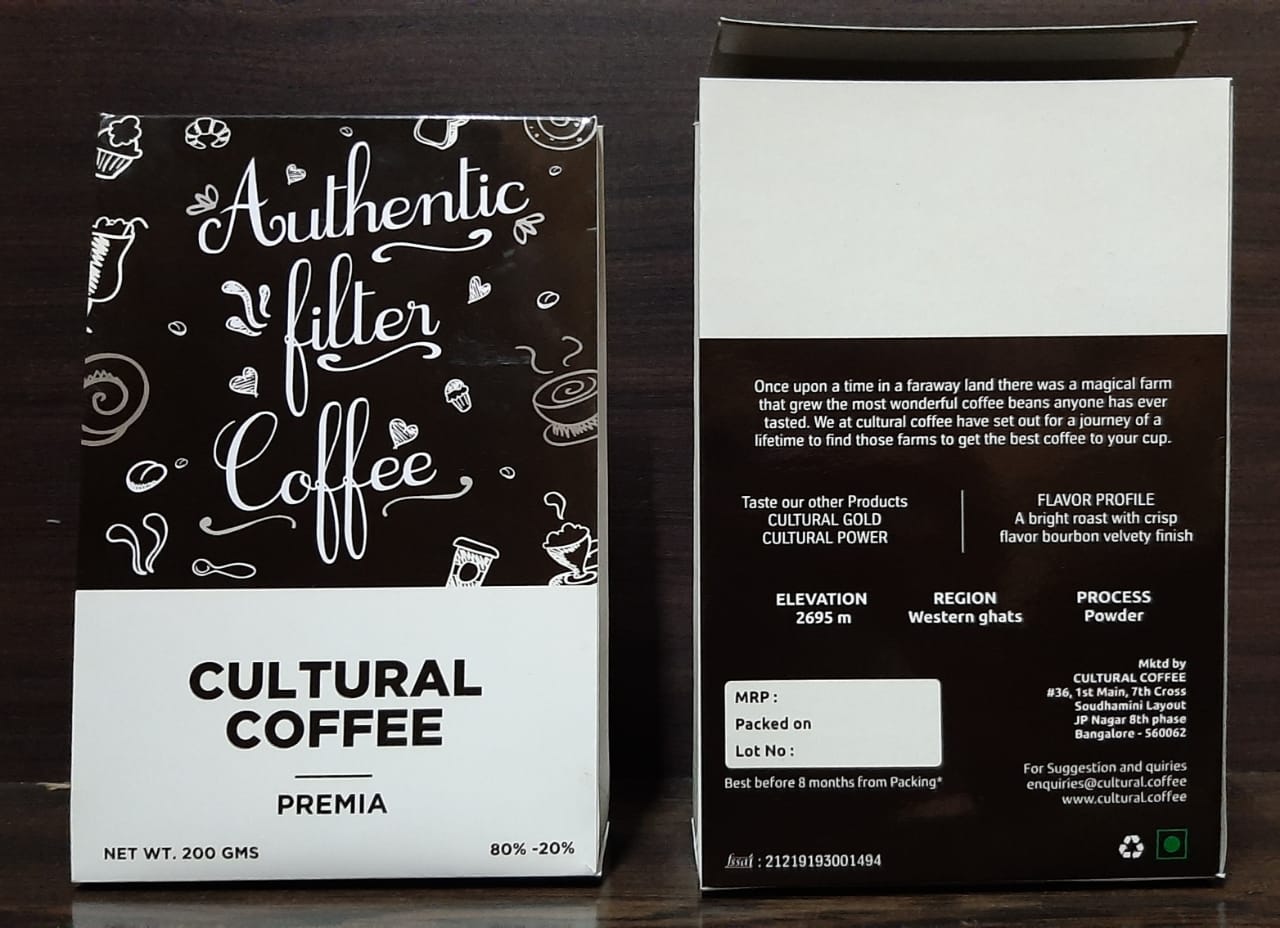 Authentic
filter
Coffee
CULTURAL
COFFEE
PREMIA
NET WT. 200 GMS
80% -20%
Once upon a time in a faraway land there was a magical farm
that grew the most wonderful coffee beans anyone has ever
tasted. We at cultural coffee have set out for a journey of a
lifetime to find those farms to get the best coffee to your cup.
Taste our other Products
CULTURAL GOLD
CULTURAL POWER
FLAVOR PROFILE
A bright roast with crisp
flavor bourbon velvety finish
ELEVATION
2695 m
REGION
Western ghats
PROCESS
Powder
MRP :
Packed on
Lot No :
Best before 8 months from Packing*
Mktd by
CULTURAL COFFEE
#36, 1st Main, 7th Cross
Soudhamini Layout
JP Nagar 8th phase
Bangalore - 560062
For Suggestion and quiries
enquiries@cultural.coffee
www.cultural.coffee
fssai : 21219193001494